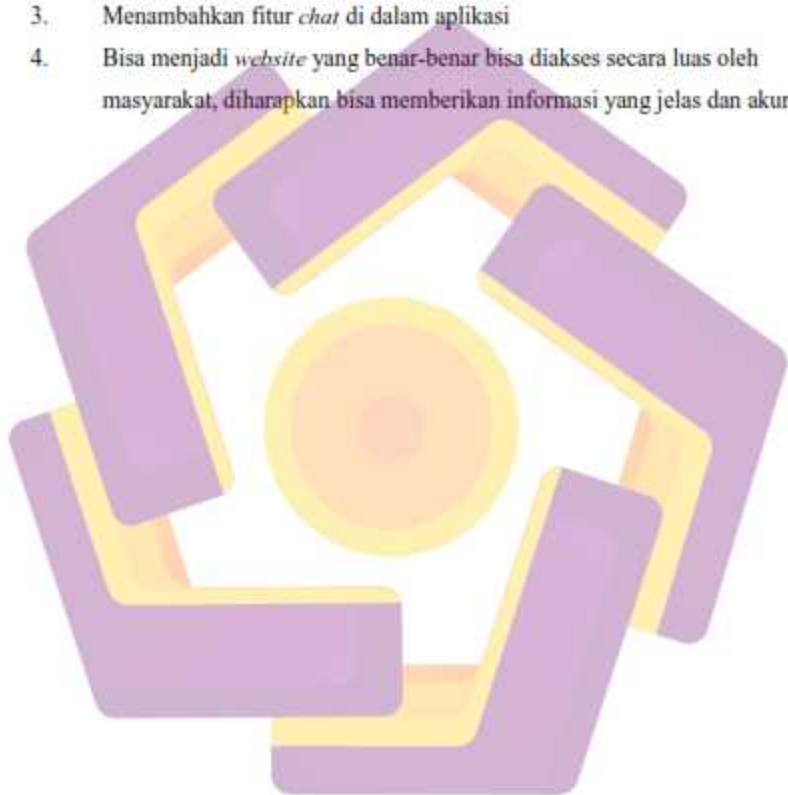 3. Menambahkan fitur chat di dalam aplikasi
4. Bisa menjadi website yang benar-benar bisa diakses secara luas oleh
masyarakat, diharapkan bisa memberikan informasi yang jelas dan akur